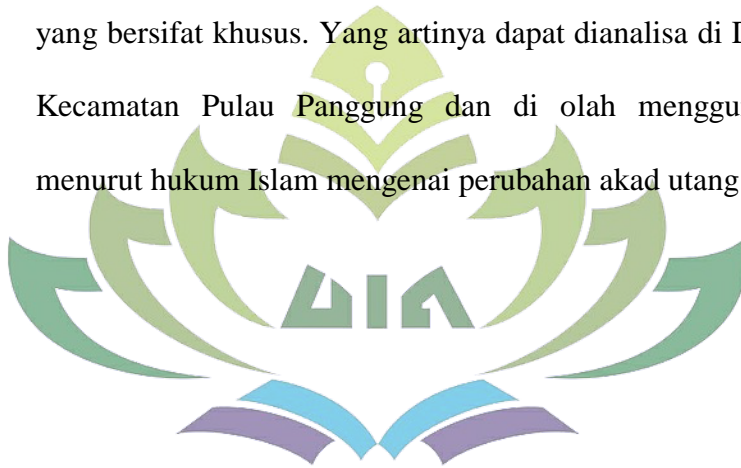 yang bersifat khusus. Yang artinya dapat dianalisa di
Kecamatan Pulau Panggung dan di olah
menurut hukum Islam mengenai perubahan akad utang
UIN